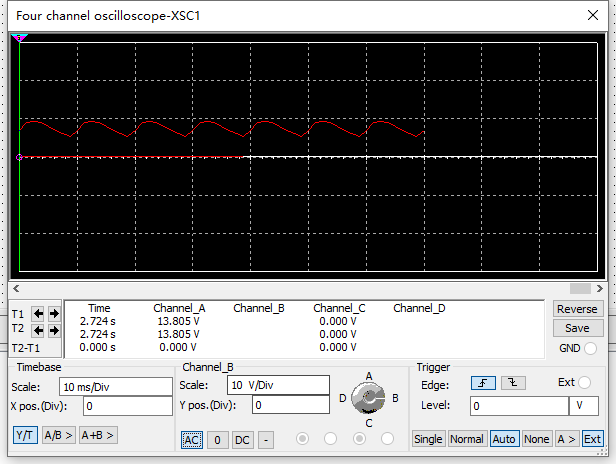 Four channel oscilloscope-XSC1
T1
T2
T2-T1
Time Channel_A Channel_B Channel_C Channel_D
2.724 s 13.805 V 0.000 V
2.724 s 13.805 V 0.000 V
0.000 s 0.000 V 0.000 V
Reverse
Save
GND
Timebase
Scale: 10 ms/Div
X pos.(Div): 0
Y/T A/B > A+B >
Channel_B
Scale: 10 V/Div
Y pos.(Div): 0
AC 0 DC -
A
D B
C
Trigger
Edge: Ext
Level: 0 V
Single Normal Auto None A > Ext